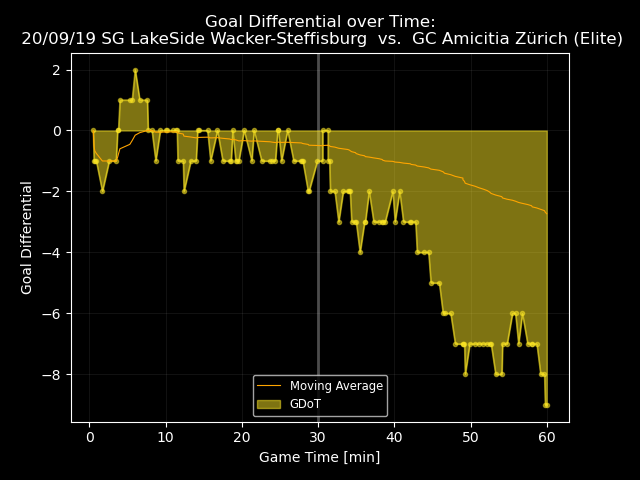 Goal Differential over Time:
20/09/19 SG LakeSide Wacker-Steffisburg vs. GC Amicitia Zürich (Elite)
2
0
−2
−4
−6
−8
Goal Differential
Moving Average
GDoT
0 10 20 30 40 50 60
Game Time [min]